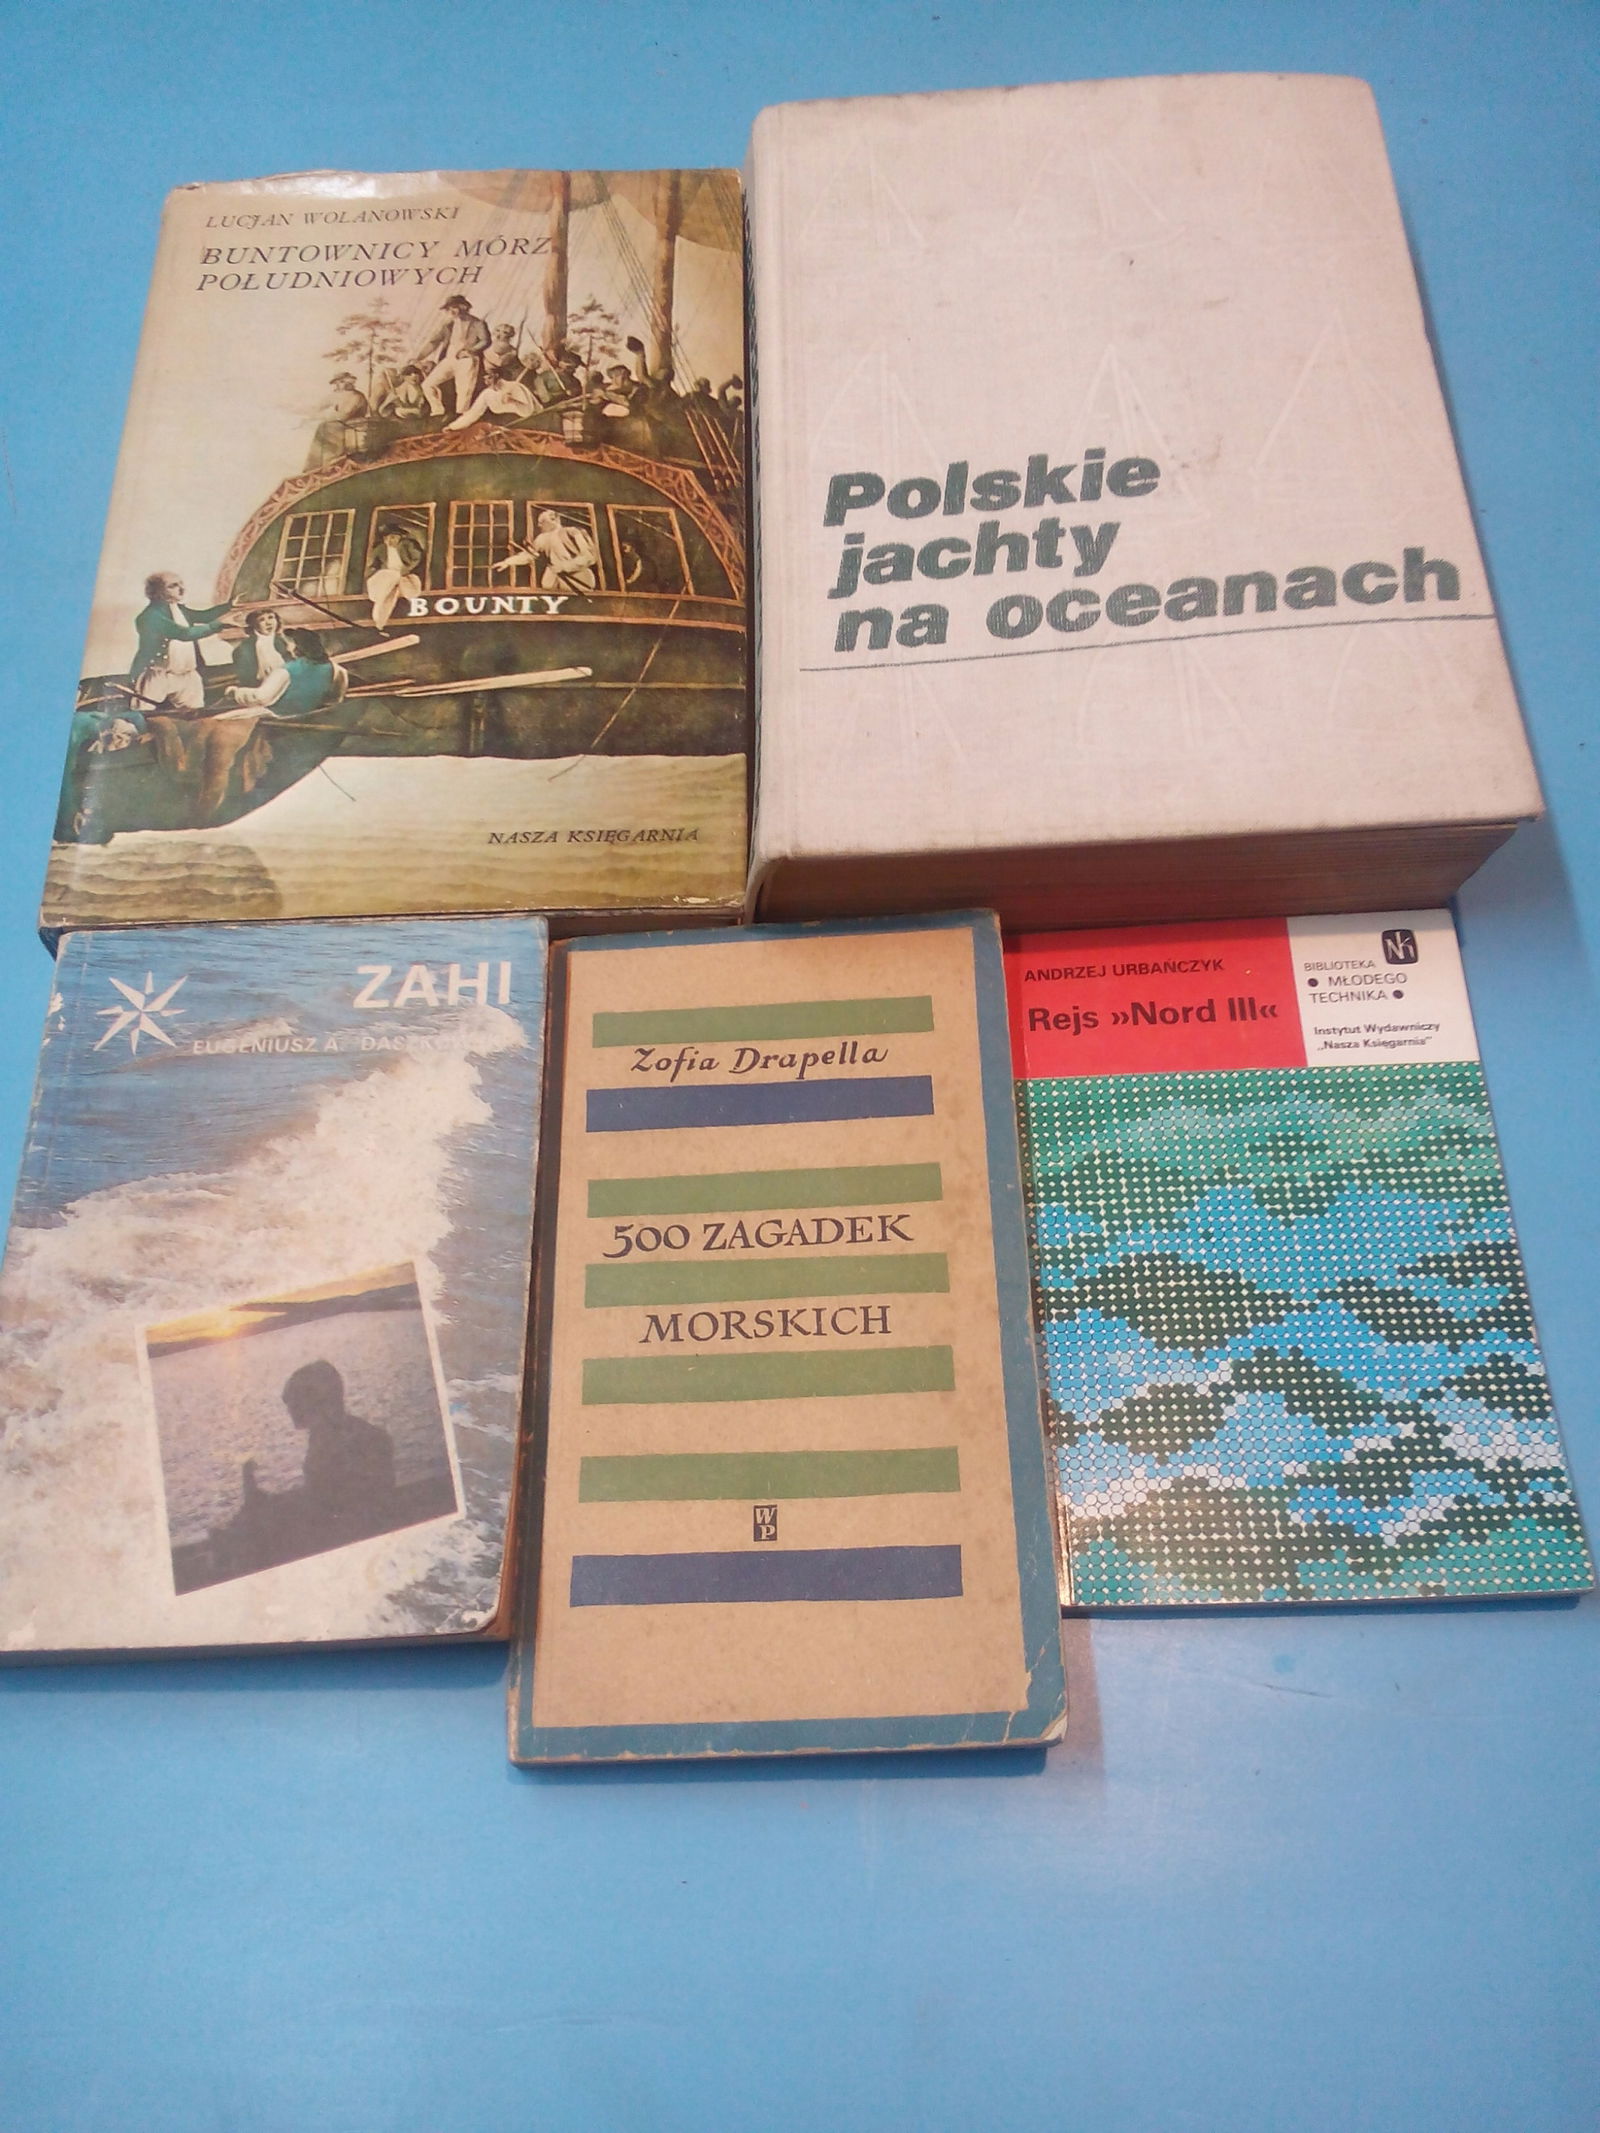 LUCJAN WOLANOWSKI
BUNTOWNICY MÓRZ
POŁUDNIOWYCH
BOUNTY
NASZA KSIĘGARNIA
Polskie
jachty
na oceanach
ZAHI
EUGENIUSZ A.
Zofia Drapella
500 ZAGADEK
MORSKICH
WP
ANDRZEJ URBAŃCZYK
Rejs »Nord III«
BIBLIOTEKA
● MŁODEGO
TECHNIKA ●
Instytut Wydawniczy
„Nasza Księgarnia"